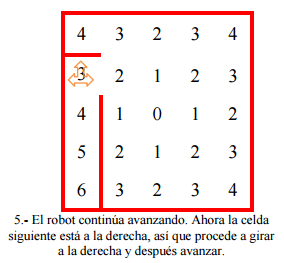 4 3 2 3 4
3 2 1 2 3
4 1 0 1 2
5 2 1 2 3
6 3 2 3 4
5.- El robot continúa avanzando. Ahora la celda
siguiente está a la derecha, así que procede a girar
a la derecha y después avanzar.